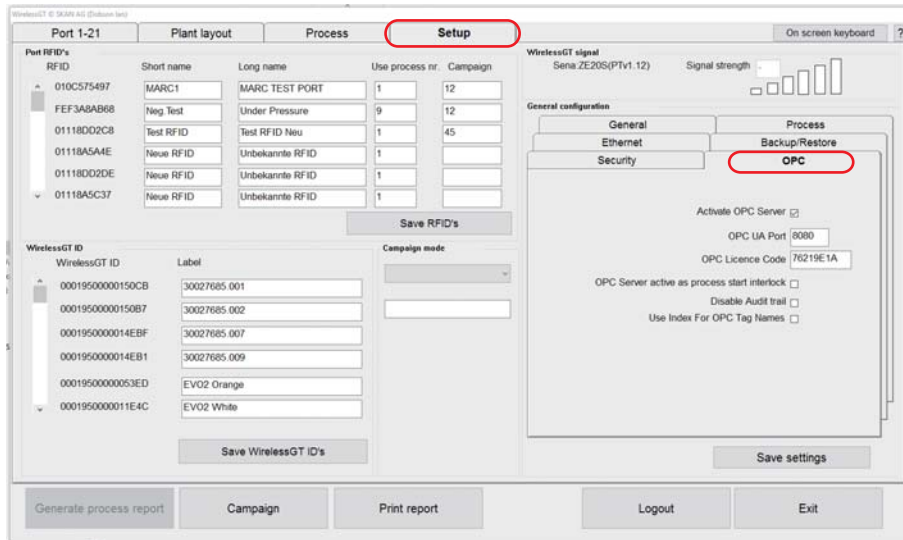 WirelessGT © SKAN AG (Dobson Ian)
Port 1-21 Plant layout Process Setup On screen keyboard ?
Port RFID's
RFID Short name Long name Use process nr. Campaign
010C575497 MARC1 MARC TEST PORT 1 12
FEF3A8AB68 Neg.Test Under Pressure 9 12
01118DD2C8 Test RFID Test RFID Neu 1 45
01118A5A4E Neue RFID Unbekannte RFID 1
01118DD2DE Neue RFID Unbekannte RFID 1
01118A5C37 Neue RFID Unbekannte RFID 1
Save RFID's
WirelessGT ID
WirelessGT ID Label
00019500000150CB 30027685.001
00019500000150B7 30027685.002
0001950000014EBF 30027685.007
0001950000014EB1 30027685.009
00019500000053ED EVO2 Orange
0001950000011E4C EVO2 White
Save WirelessGT ID's
Campaign mode
WirelessGT signal
Sena:ZE20S(PTv1.12) Signal strength
General configuration
General Process
Ethernet Backup/Restore
Security OPC
Activate OPC Server
OPC UA Port 8080
OPC Licence Code 76219E1A
OPC Server active as process start interlock
Disable Audit trail
Use Index For OPC Tag Names
Save settings
Generate process report Campaign Print report Logout Exit